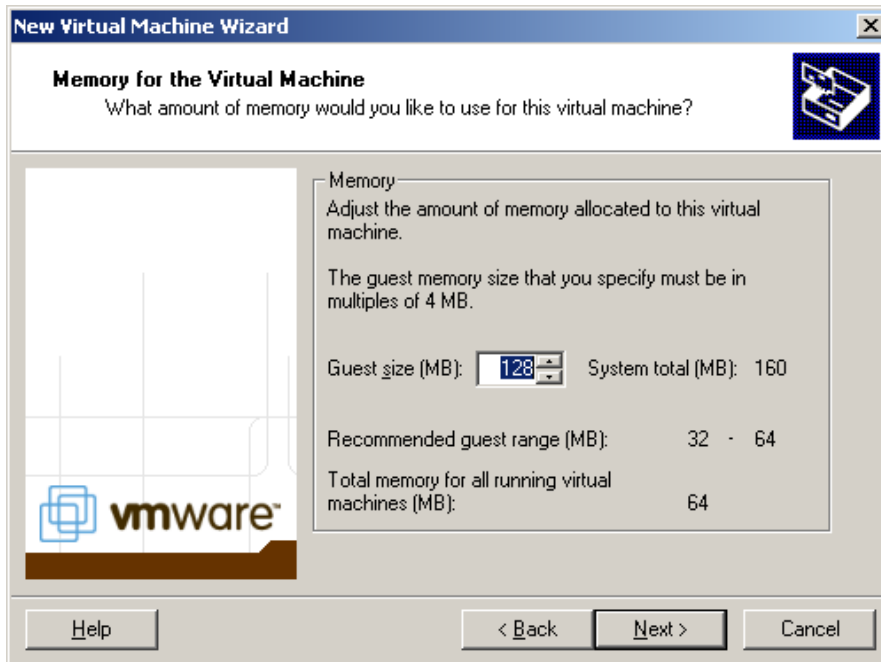 New Virtual Machine Wizard
Memory for the Virtual Machine
What amount of memory would you like to use for this virtual machine?
Memory
Adjust the amount of memory allocated to this virtual
machine.
The guest memory size that you specify must be in
multiples of 4 MB.
Guest size (MB): 128 System total (MB): 160
Recommended guest range (MB): 32 - 64
Total memory for all running virtual
machines (MB): 64
vmware™
Help < Back Next > Cancel